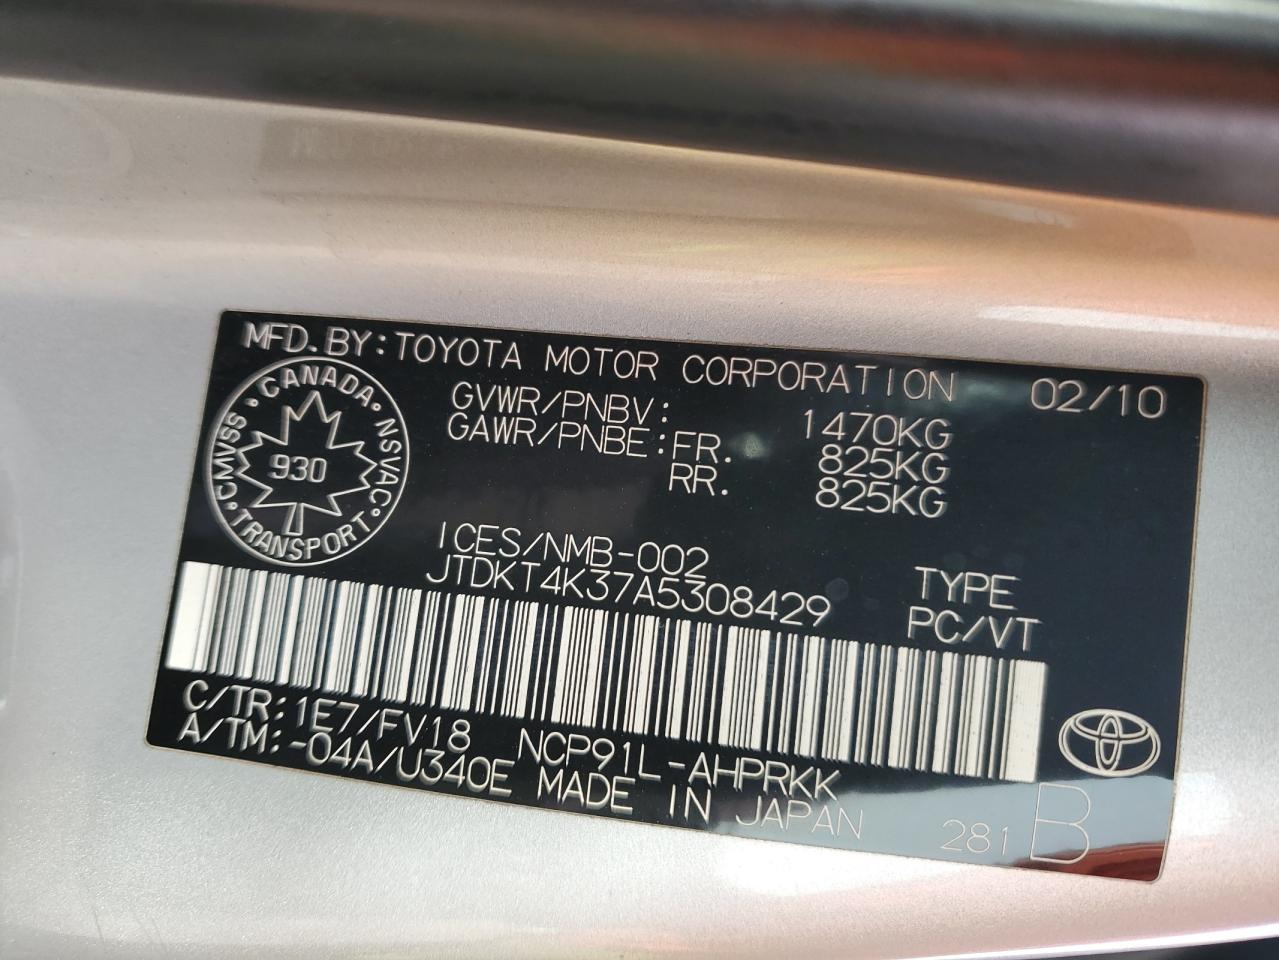 MFD. BY: TOYOTA MOTOR CORPORATION 02/10
GVWR/PNBV: 1470KG
GAWR/PNBE: FR. 825KG
RR. 825KG
CANADA · NSVAC · TRANSPORT · CMVSS
930
ICES/NMB-002
JTDKT4K37A5308429
TYPE
PC/VT
C/TR: 1E7/FV18 NCP91L-AHPRKK
A/TM: -04A/U340E MADE IN JAPAN
281 B